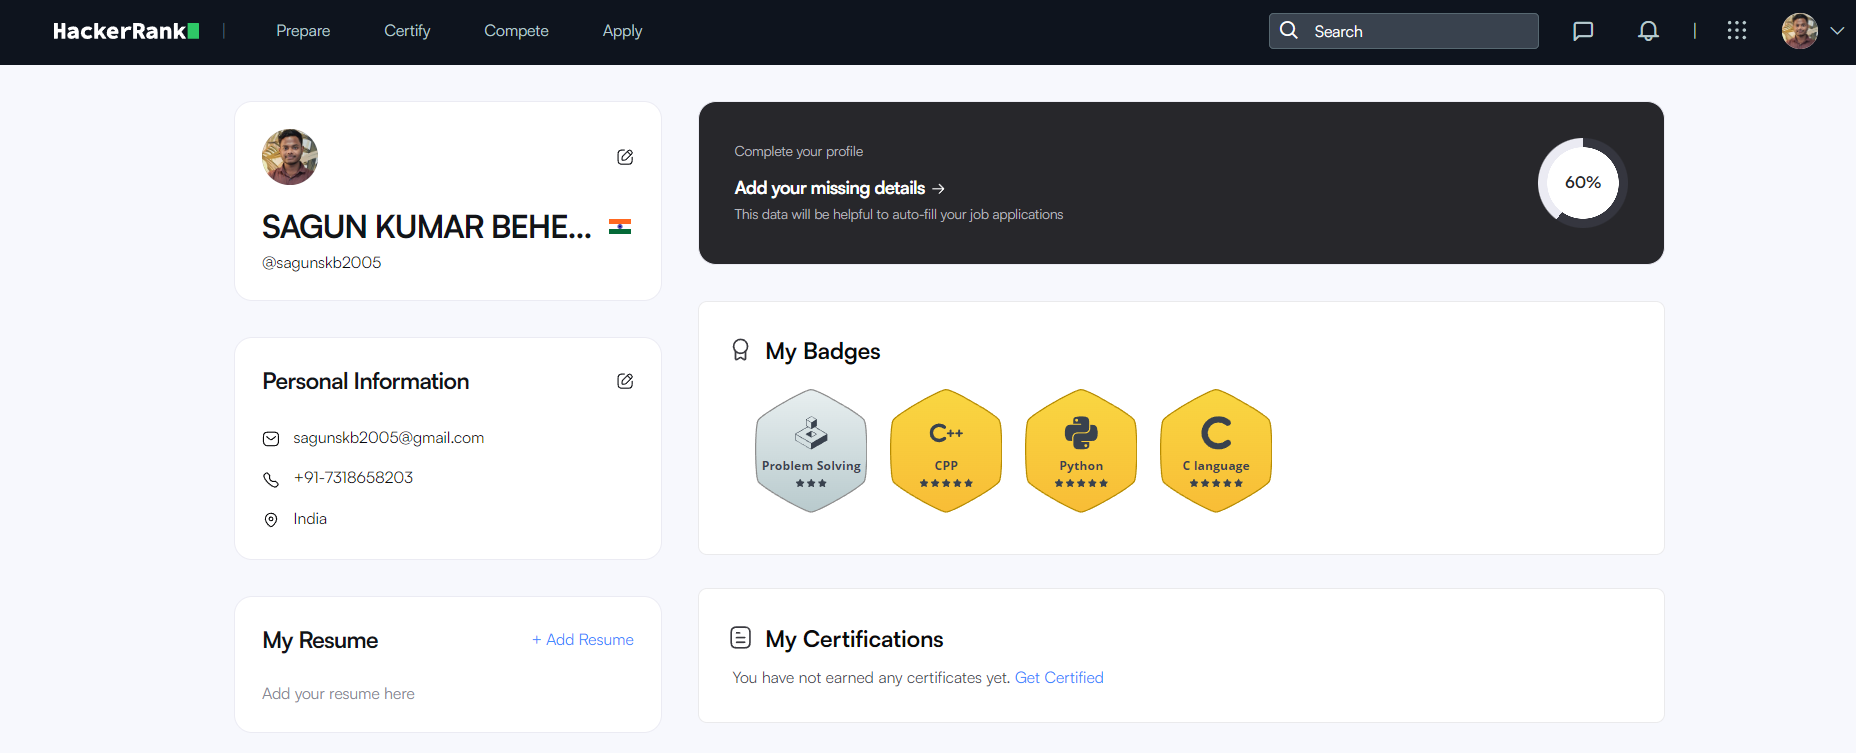 HackerRank
Prepare
Certify
Compete
Apply
Search
SAGUN KUMAR BEHE...
@sagunskb2005
Personal Information
sagunskb2005@gmail.com
+91-7318658203
India
My Resume
+ Add Resume
Add your resume here
Complete your profile
Add your missing details →
This data will be helpful to auto-fill your job applications
60%
My Badges
Problem Solving
C++
CPP
Python
C
C language
My Certifications
You have not earned any certificates yet. Get Certified